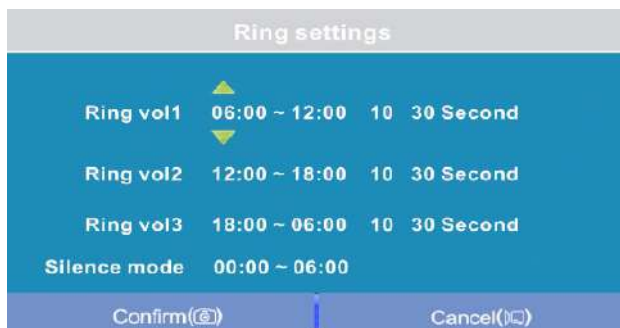 Ring settings
Ring vol1 06:00 ~ 12:00 10 30 Second
Ring vol2 12:00 ~ 18:00 10 30 Second
Ring vol3 18:00 ~ 06:00 10 30 Second
Silence mode 00:00 ~ 06:00
Confirm() Cancel()